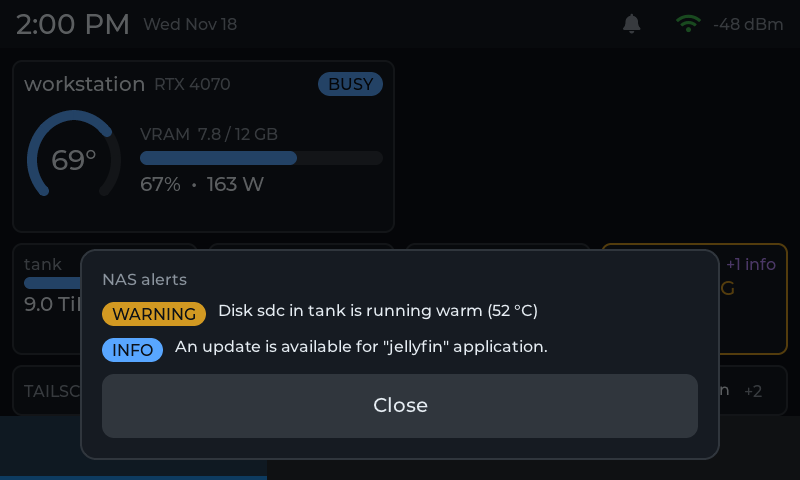 2:00 PM Wed Nov 18 -48 dBm
workstation RTX 4070 BUSY
69°
VRAM 7.8 / 12 GB
67% • 163 W
tank +1 info
9.0
NAS alerts
WARNING Disk sdc in tank is running warm (52 °C)
INFO An update is available for "jellyfin" application.
Close
+2